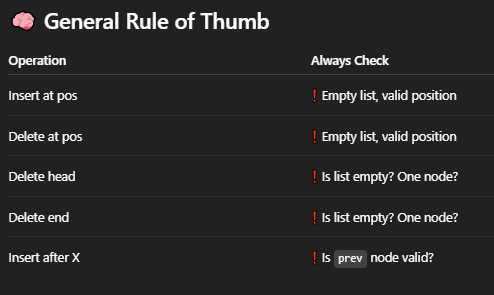 🧠 General Rule of Thumb
Operation Always Check
Insert at pos ❗ Empty list, valid position
Delete at pos ❗ Empty list, valid position
Delete head ❗ Is list empty? One node?
Delete end ❗ Is list empty? One node?
Insert after X ❗ Is prev node valid?